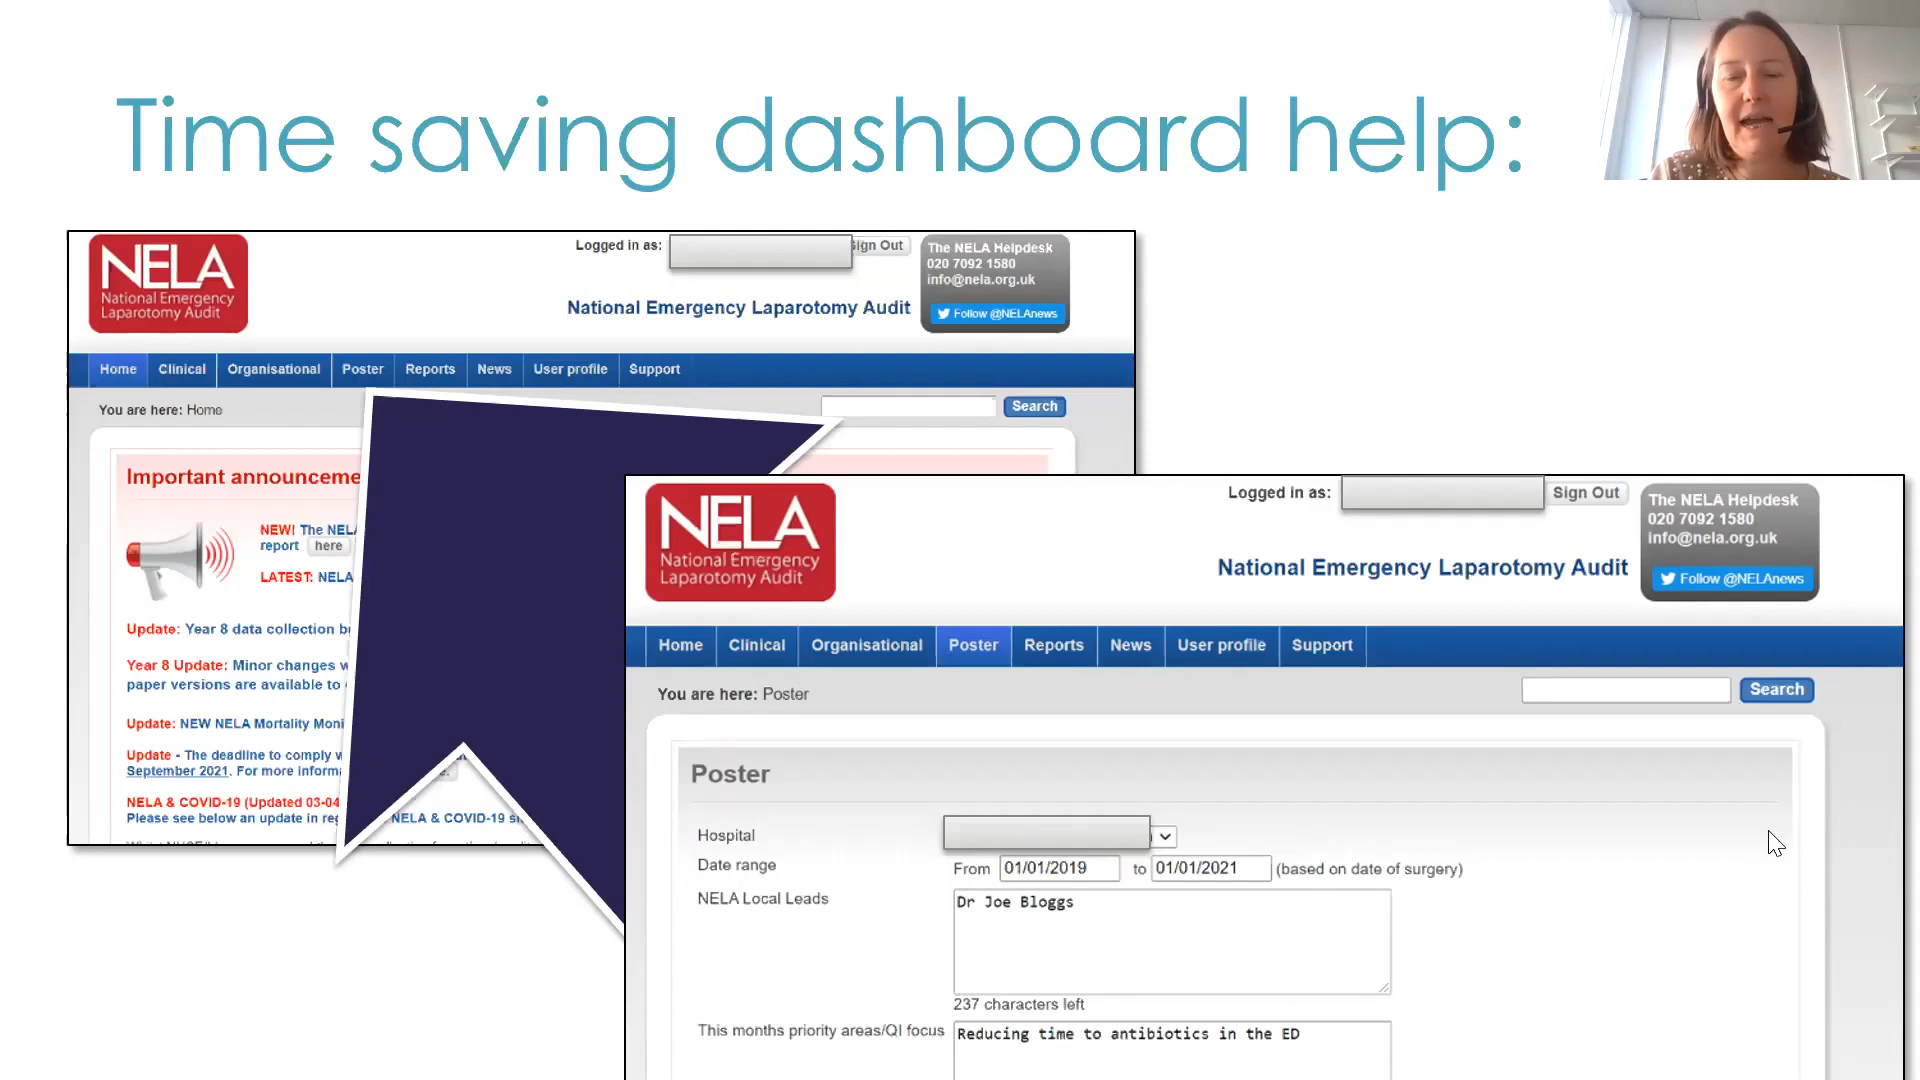 Time saving dashboard help:
NELA
National Emergency
Laparotomy Audit
Logged in as:
Sign Out
The NELA Helpdesk
020 7092 1580
info@nela.org.uk
Follow @NELAnews
National Emergency Laparotomy Audit
Home Clinical Organisational Poster Reports News User profile Support
You are here: Home
Search
Important announceme
NEW! The NELA
report here
LATEST: NELA
Update: Year 8 data collection
Year 8 Update: Minor changes
paper versions are available to
Update: NEW NELA Mortality Moni
Update - The deadline to comply
September 2021. For more informa
NELA & COVID-19 (Updated 03-04
Please see below an update in re NELA & COVID-19
NELA
National Emergency
Laparotomy Audit
Logged in as:
Sign Out
The NELA Helpdesk
020 7092 1580
info@nela.org.uk
Follow @NELAnews
National Emergency Laparotomy Audit
Home Clinical Organisational Poster Reports News User profile Support
You are here: Poster
Search
Poster
Hospital
Date range From 01/01/2019 to 01/01/2021 (based on date of surgery)
NELA Local Leads Dr Joe Bloggs
237 characters left
This months priority areas/QI focus Reducing time to antibiotics in the ED